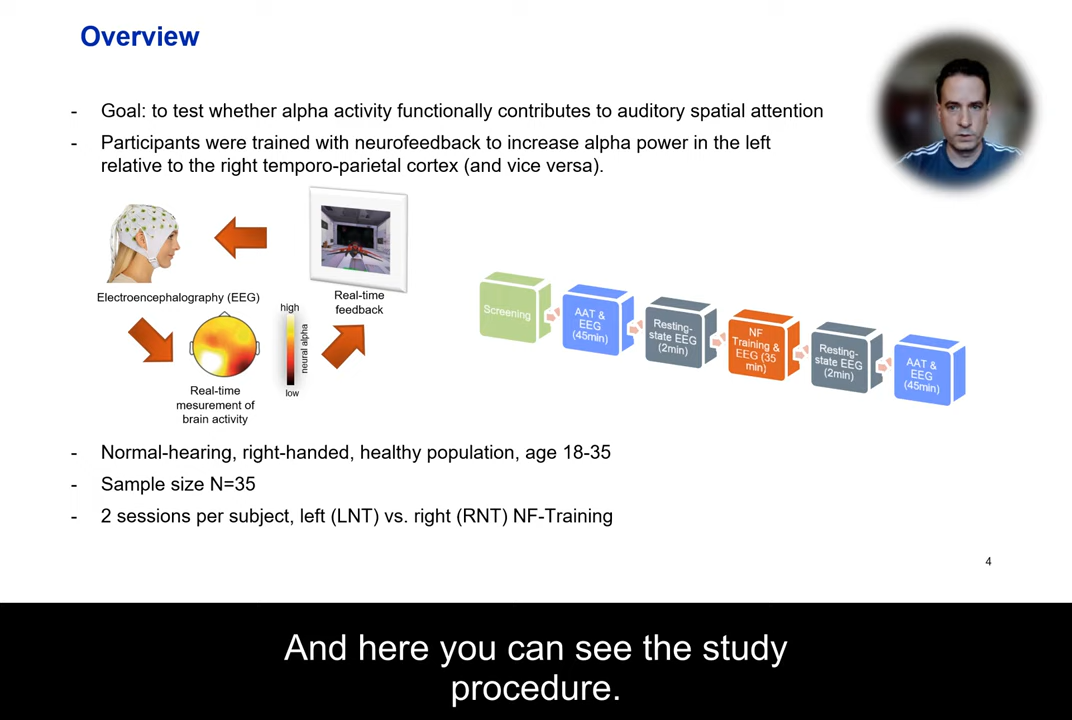 Overview
- Goal: to test whether alpha activity functionally contributes to auditory spatial attention
- Participants were trained with neurofeedback to increase alpha power in the left
relative to the right temporo-parietal cortex (and vice versa).
Electroencephalography (EEG)
Real-time
feedback
high
neural alpha
low
Real-time
mesurement of
brain activity
Screening
AAT &
EEG
(45min)
Resting-
state EEG
(2min)
NF
Training &
EEG (35
min)
Resting-
state EEG
(2min)
AAT &
EEG
(45min)
- Normal-hearing, right-handed, healthy population, age 18-35
- Sample size N=35
- 2 sessions per subject, left (LNT) vs. right (RNT) NF-Training
4
And here you can see the study
procedure.